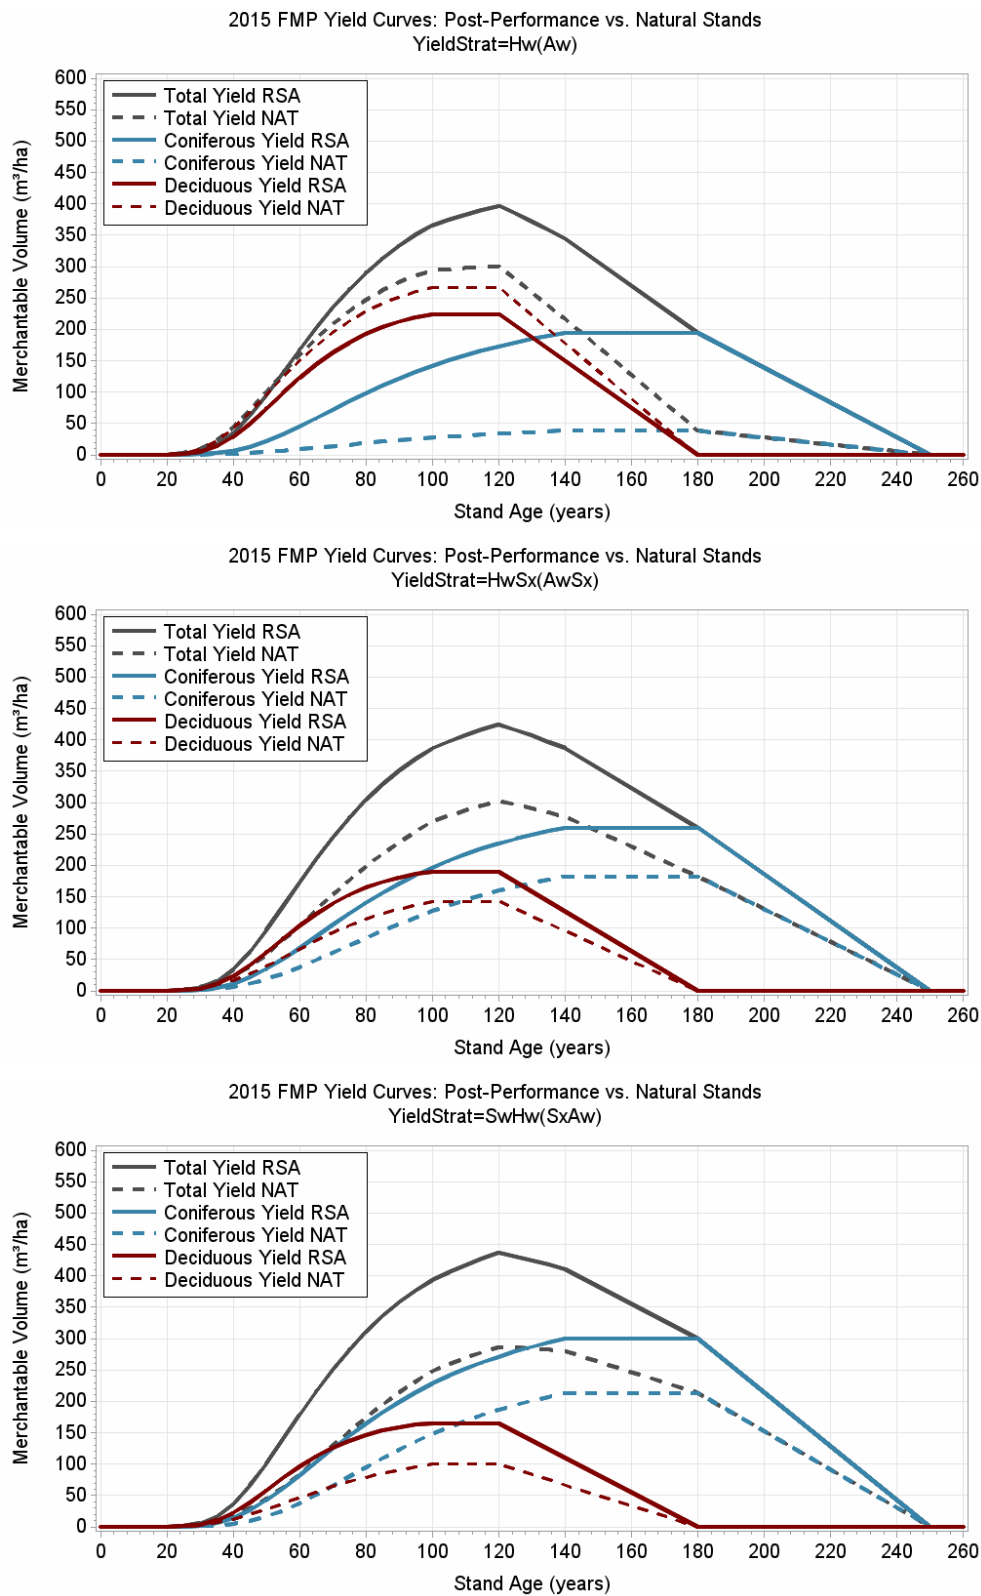 2015 FMP Yield Curves: Post-Performance vs. Natural Stands
YieldStrat=Hw(Aw)
Merchantable Volume (m³/ha)
600
550
500
450
400
350
300
250
200
150
100
50
0
Total Yield RSA
Total Yield NAT
Coniferous Yield RSA
Coniferous Yield NAT
Deciduous Yield RSA
Deciduous Yield NAT
0 20 40 60 80 100 120 140 160 180 200 220 240 260
Stand Age (years)
2015 FMP Yield Curves: Post-Performance vs. Natural Stands
YieldStrat=HwSx(AwSx)
Merchantable Volume (m³/ha)
600
550
500
450
400
350
300
250
200
150
100
50
0
Total Yield RSA
Total Yield NAT
Coniferous Yield RSA
Coniferous Yield NAT
Deciduous Yield RSA
Deciduous Yield NAT
0 20 40 60 80 100 120 140 160 180 200 220 240 260
Stand Age (years)
2015 FMP Yield Curves: Post-Performance vs. Natural Stands
YieldStrat=SwHw(SxAw)
Merchantable Volume (m³/ha)
600
550
500
450
400
350
300
250
200
150
100
50
0
Total Yield RSA
Total Yield NAT
Coniferous Yield RSA
Coniferous Yield NAT
Deciduous Yield RSA
Deciduous Yield NAT
0 20 40 60 80 100 120 140 160 180 200 220 240 260
Stand Age (years)